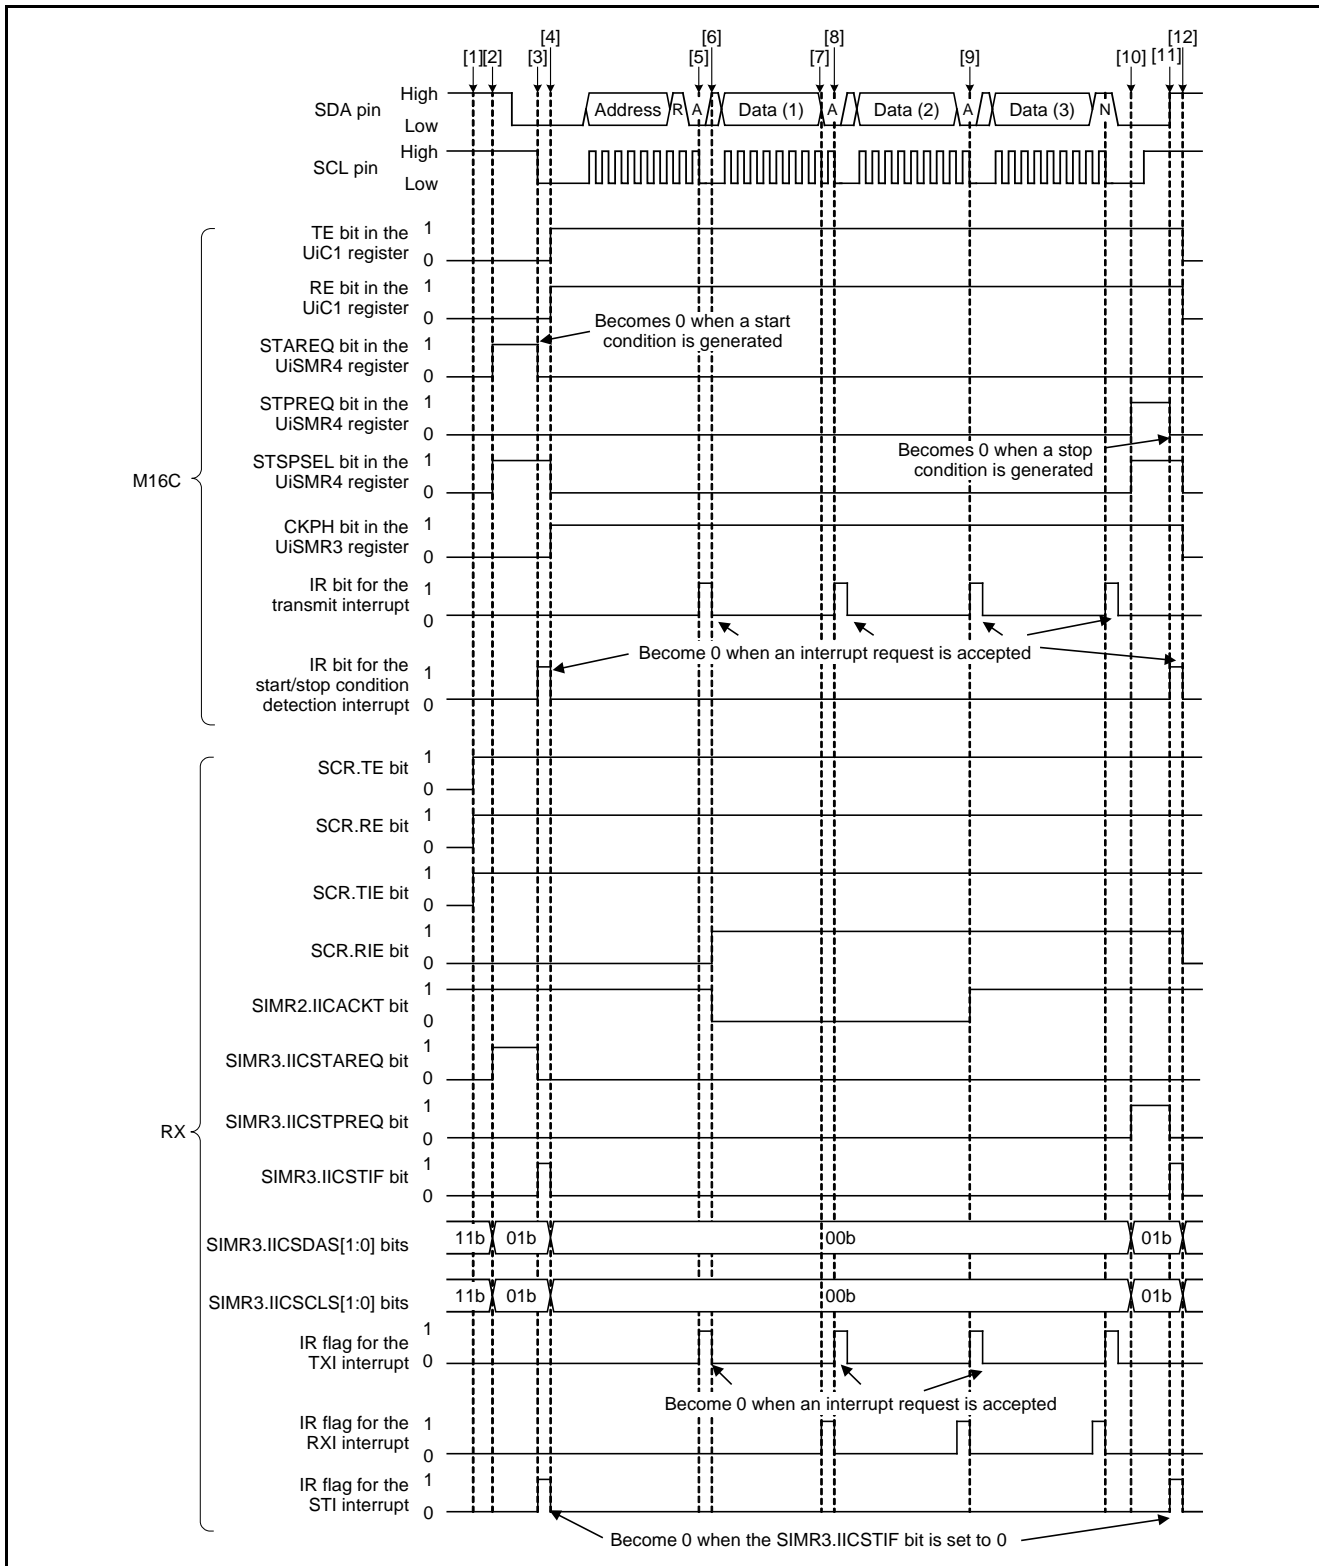 [4] [6] [8] [12]
[1][2] [3] [5] [7] [9] [10] [11]
High
SDA pin
Address R A Data (1) A Data (2) A Data (3) N
Low
High
SCL pin
Low
M16C
TE bit in the 1
UiC1 register
0
RE bit in the 1
UiC1 register
0
Becomes 0 when a start
condition is generated
STAREQ bit in the 1
UiSMR4 register
0
STPREQ bit in the 1
UiSMR4 register
0
Becomes 0 when a stop
condition is generated
STSPSEL bit in the 1
UiSMR4 register
0
CKPH bit in the 1
UiSMR3 register
0
IR bit for the 1
transmit interrupt
0
Become 0 when an interrupt request is accepted
IR bit for the
start/stop condition 1
detection interrupt 0
RX
1
SCR.TE bit
0
1
SCR.RE bit
0
1
SCR.TIE bit
0
1
SCR.RIE bit
0
1
SIMR2.IICACKT bit
0
1
SIMR3.IICSTAREQ bit
0
1
SIMR3.IICSTPREQ bit
0
1
SIMR3.IICSTIF bit
0
SIMR3.IICSDAS[1:0] bits 11b 01b 00b 01b
SIMR3.IICSCLS[1:0] bits 11b 01b 00b 01b
IR flag for the 1
TXI interrupt 0
Become 0 when an interrupt request is accepted
IR flag for the 1
RXI interrupt 0
IR flag for the 1
STI interrupt 0
Become 0 when the SIMR3.IICSTIF bit is set to 0